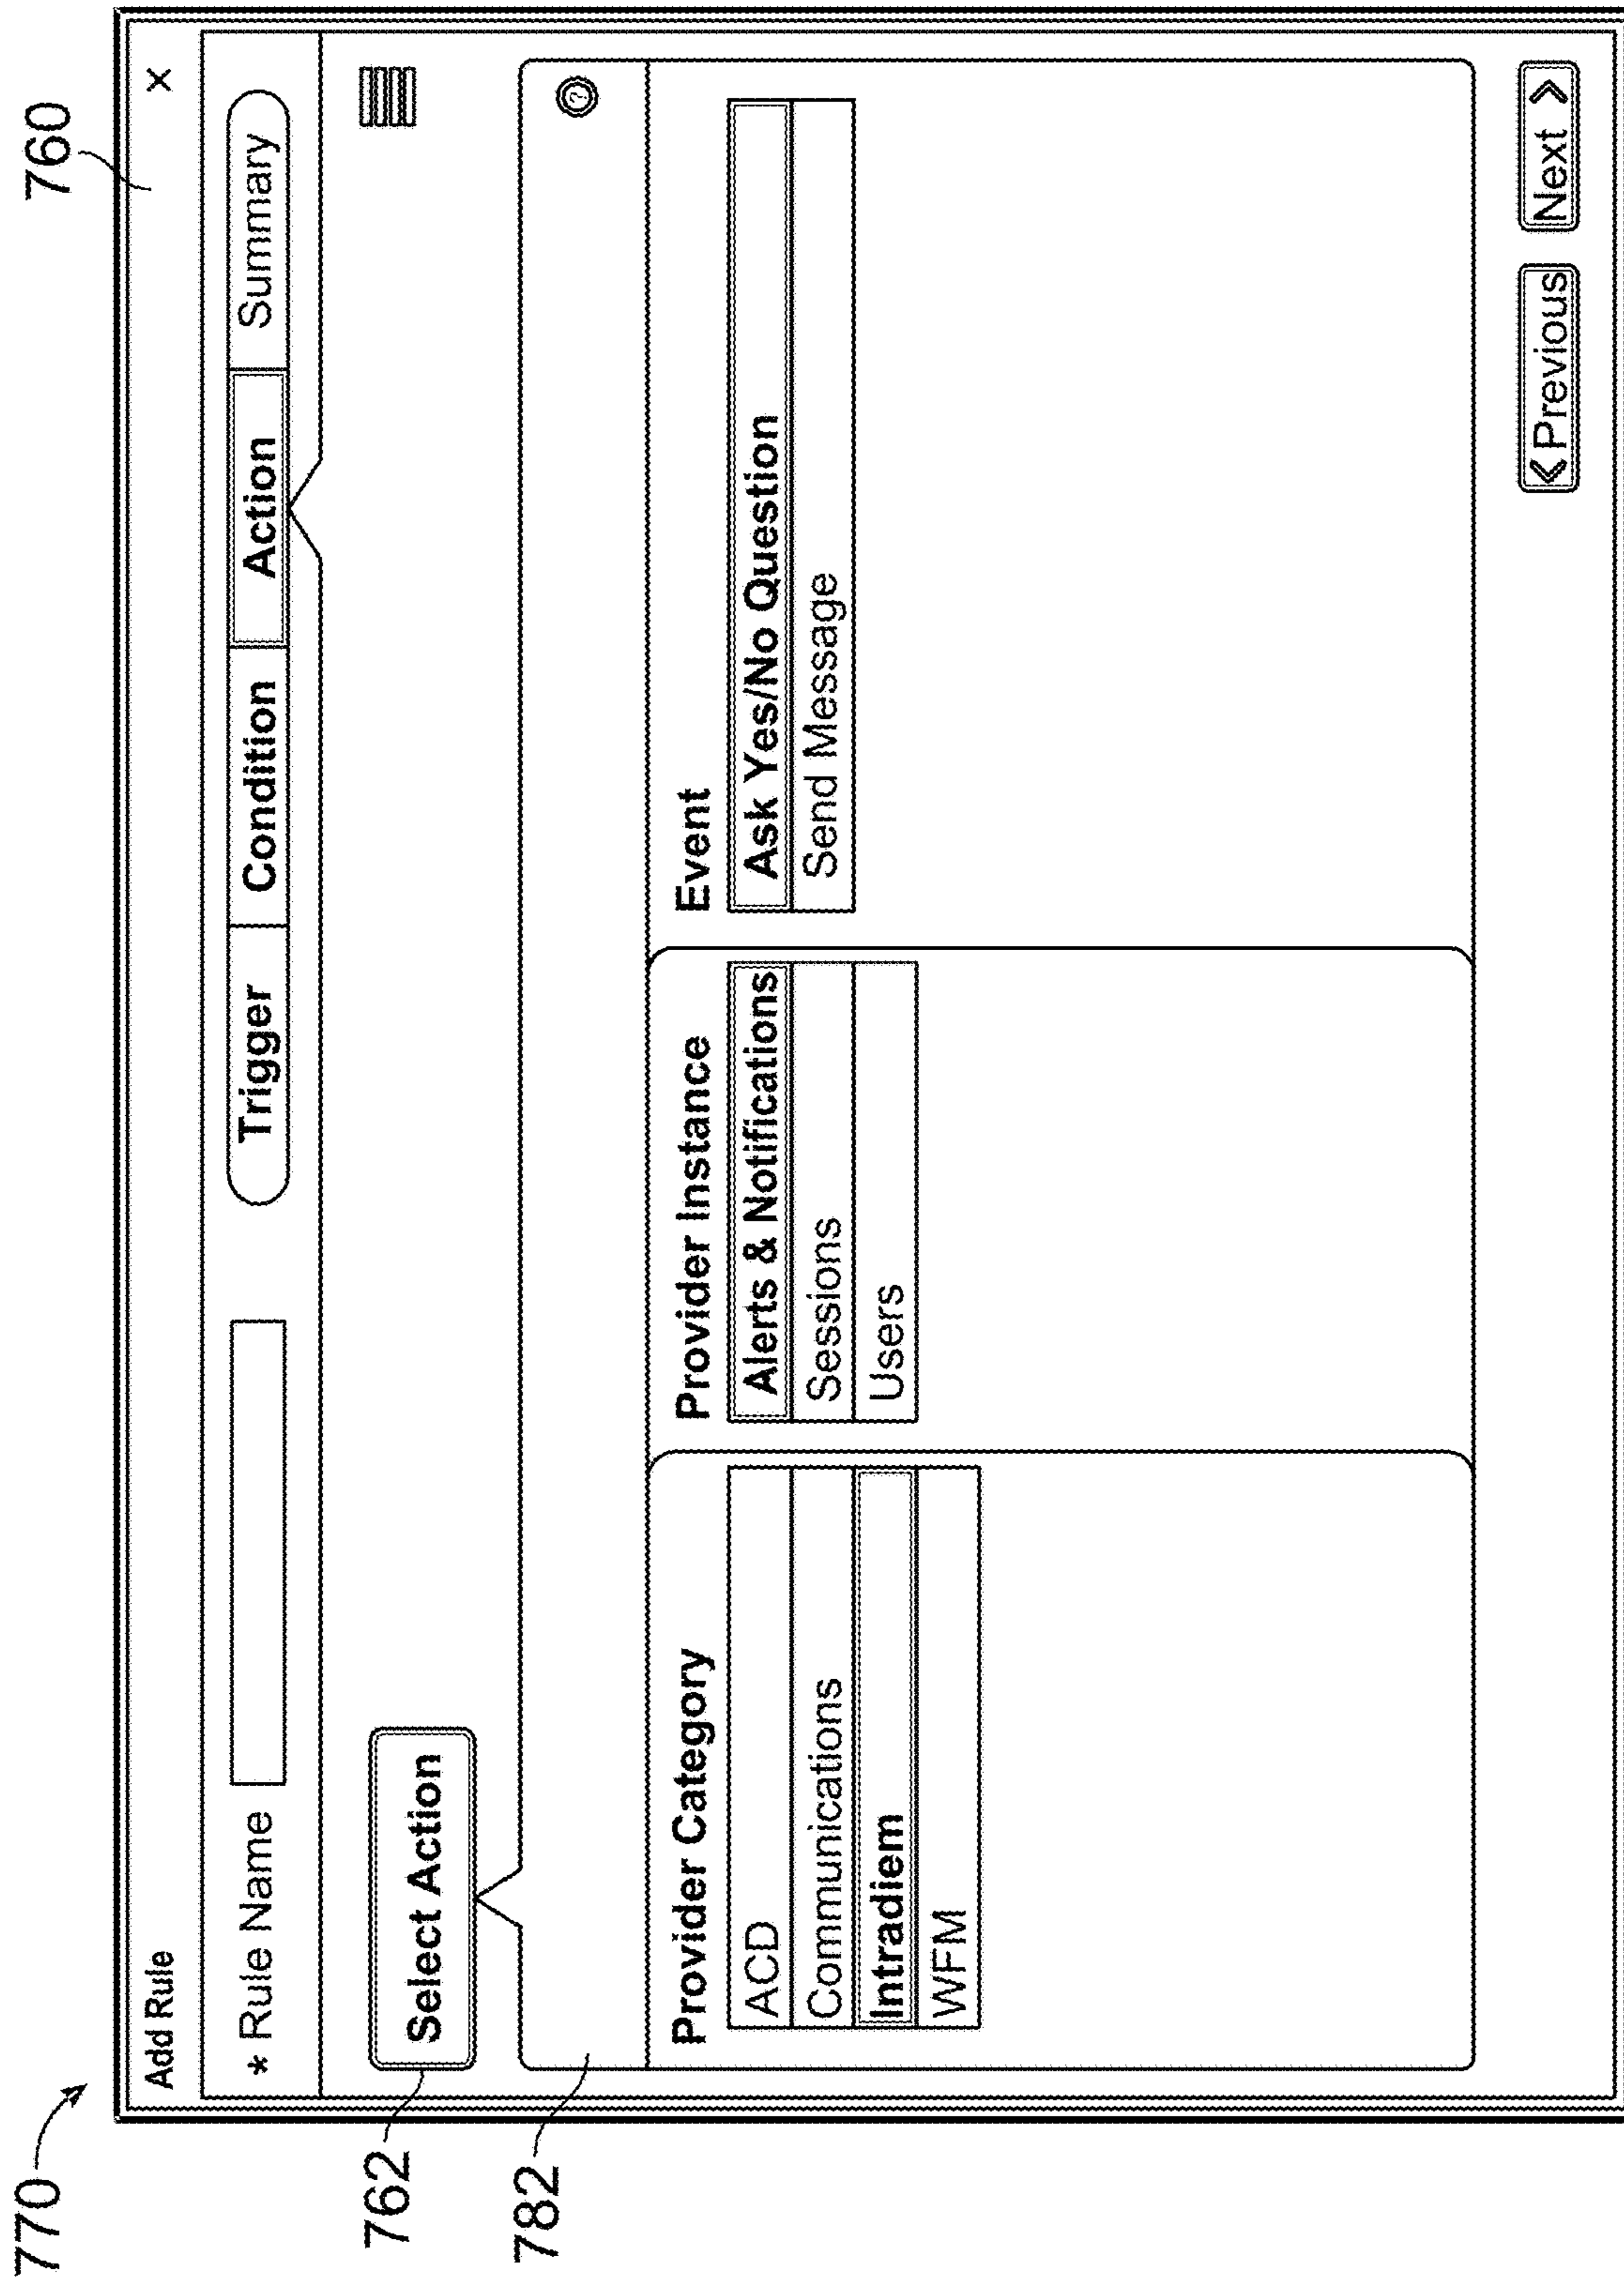 770
760
Add Rule X
* Rule Name Trigger Condition Action Summary
762
Select Action
782
?
Provider Category Provider Instance Event
ACD Alerts & Notifications Ask Yes/No Question
Communications Sessions Send Message
Intradiem Users
WFM
< Previous Next >